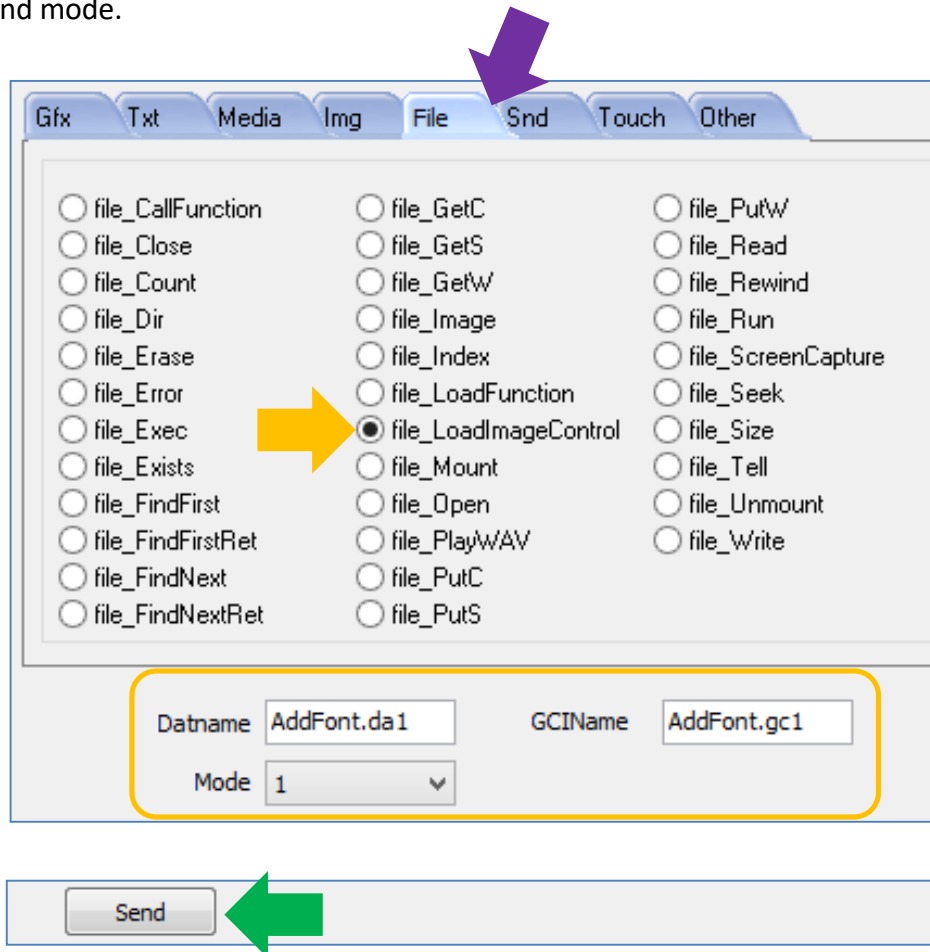 nd mode.
Gfx Txt Media Img File Snd Touch Other
file_CallFunction file_GetC file_PutW
file_Close file_GetS file_Read
file_Count file_GetW file_Rewind
file_Dir file_Image file_Run
file_Erase file_Index file_ScreenCapture
file_Error file_LoadFunction file_Seek
file_Exec file_LoadImageControl file_Size
file_Exists file_Mount file_Tell
file_FindFirst file_Open file_Unmount
file_FindFirstRet file_PlayWAV file_Write
file_FindNext file_PutC
file_FindNextRet file_PutS
Datname AddFont.da1 GCIName AddFont.gc1
Mode 1
Send